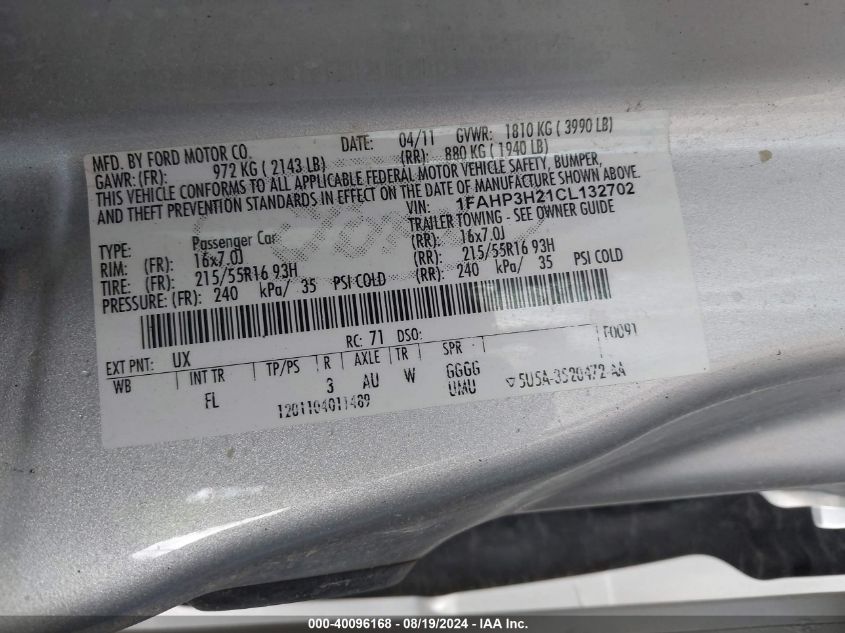 MFD. BY FORD MOTOR CO.
DATE: 04/11 GVWR: 1810 KG ( 3990 LB)
GAWR: (FR): 972 KG ( 2143 LB) (RR): 880 KG ( 1940 LB)
THIS VEHICLE CONFORMS TO ALL APPLICABLE FEDERAL MOTOR VEHICLE SAFETY, BUMPER,
AND THEFT PREVENTION STANDARDS IN EFFECT ON THE DATE OF MANUFACTURE SHOWN ABOVE.
VIN: 1FAHP3H21CL132702
TYPE: Passenger Car TRAILER TOWING - SEE OWNER GUIDE
RIM: (FR): 16x7.0J (RR): 16x7.0J
TIRE: (FR): 215/55R16 93H (RR): 215/55R16 93H
PRESSURE: (FR): 240 kPa/ 35 PSI COLD (RR): 240 kPa/ 35 PSI COLD
EXT PNT: UX RC: 71 DSO: F0091
WB INT TR TP/PS R AXLE TR SPR
FL 3 AU W GGGG
UMU 5U5A-3520472-AA
1201104011489
000-40096168 - 08/19/2024 - IAA Inc.